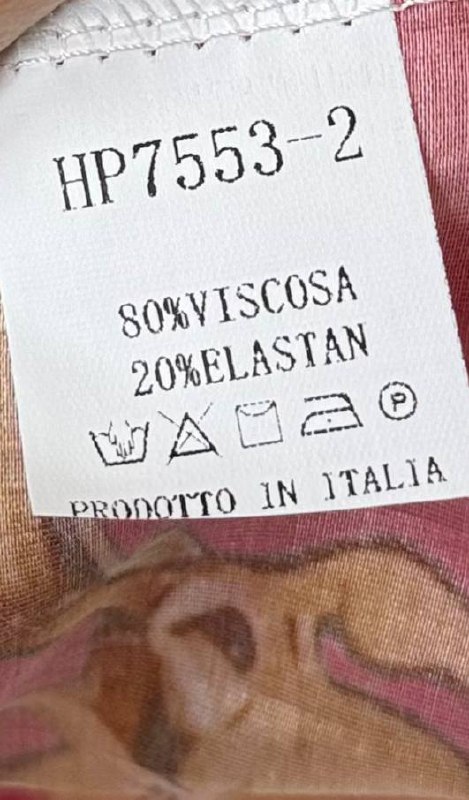 HP7553-2
80%VISCOSA
20%ELASTAN
P
PRODOTTO IN ITALIA